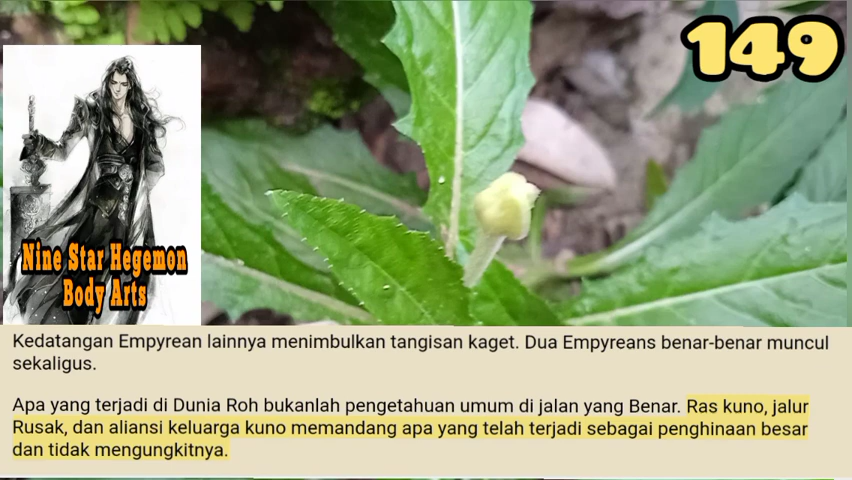 149
Nine Star Hegemon
Body Arts
Kedatangan Empyrean lainnya menimbulkan tangisan kaget. Dua Empyreans benar-benar muncul
sekaligus.
Apa yang terjadi di Dunia Roh bukanlah pengetahuan umum di jalan yang Benar. Ras kuno, jalur
Rusak, dan aliansi keluarga kuno memandang apa yang telah terjadi sebagai penghinaan besar
dan tidak mengungkitnya.